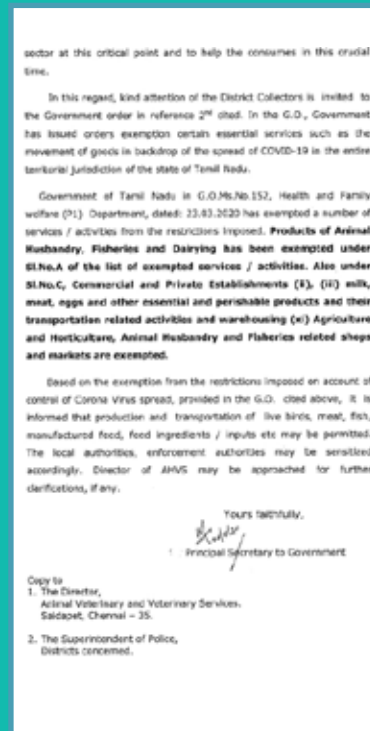 sector at this critical point and to help the consumes in this crucial
time.
In this regard, kind attention of the District Collectors is invited to
the Government order in reference 2nd cited. In the G.O., Government
has issued orders exemption certain essential services such as the
movement of goods in backdrop of the spread of COVID-19 in the entire
territorial jurisdiction of the state of Tamil Nadu.
Government of Tamil Nadu in G.O.Ms.No.152, Health and Family
welfare (P1) Department, dated: 23.03.2020 has exempted a number of
services / activities from the restrictions imposed. Products of Animal
Husbandry, Fisheries and Dairying has been exempted under
Sl.No.A of the list of exempted services / activities. Also under
Sl.No.C, Commercial and Private Establishments (ii), (iii) milk,
meat, eggs and other essential and perishable products and their
transportation related activities and warehousing (xi) Agriculture
and Horticulture, Animal Husbandry and Fisheries related shops
and markets are exempted.
Based on the exemption from the restrictions imposed on account of
control of Corona Virus spread, provided in the G.O. cited above, it is
informed that production and transportation of live birds, meat, fish,
manufactured feed, feed ingredients / inputs etc may be permitted.
The local authorities, enforcement authorities may be sensitized
accordingly. Director of AHVS may be approached for further
clarifications, if any.
Yours faithfully,
Principal Secretary to Government
Copy to
1. The Director,
Animal Veterinary and Veterinary Services.
Saidapet, Chennai – 35.
2. The Superintendent of Police,
Districts concerned.